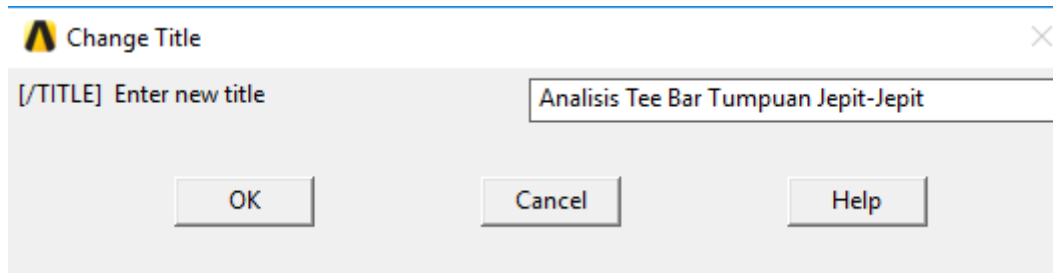 Change Title
[/TITLE] Enter new title Analisis Tee Bar Tumpuan Jepit-Jepit
OK Cancel Help